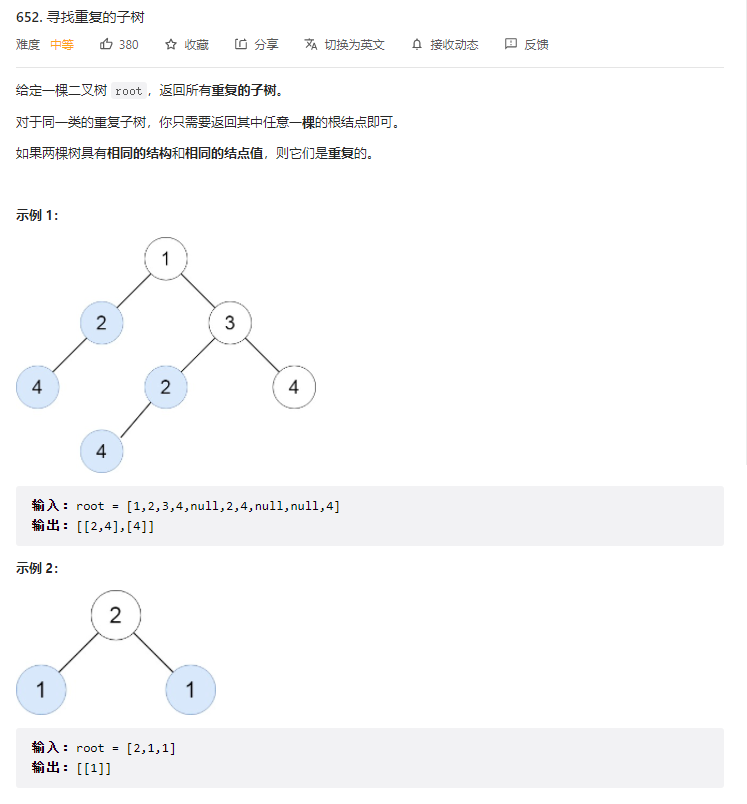 652. 寻找重复的子树
难度 中等 380 收藏 分享 切换为英文 接收动态 反馈
给定一棵二叉树 root，返回所有重复的子树。
对于同一类的重复子树，你只需要返回其中任意一棵的根结点即可。
如果两棵树具有相同的结构和相同的结点值，则它们是重复的。
示例 1：
1
2 3
4 2 4
4
输入：root = [1,2,3,4,null,2,4,null,null,4]
输出：[[2,4],[4]]
示例 2：
2
1 1
输入：root = [2,1,1]
输出：[[1]]